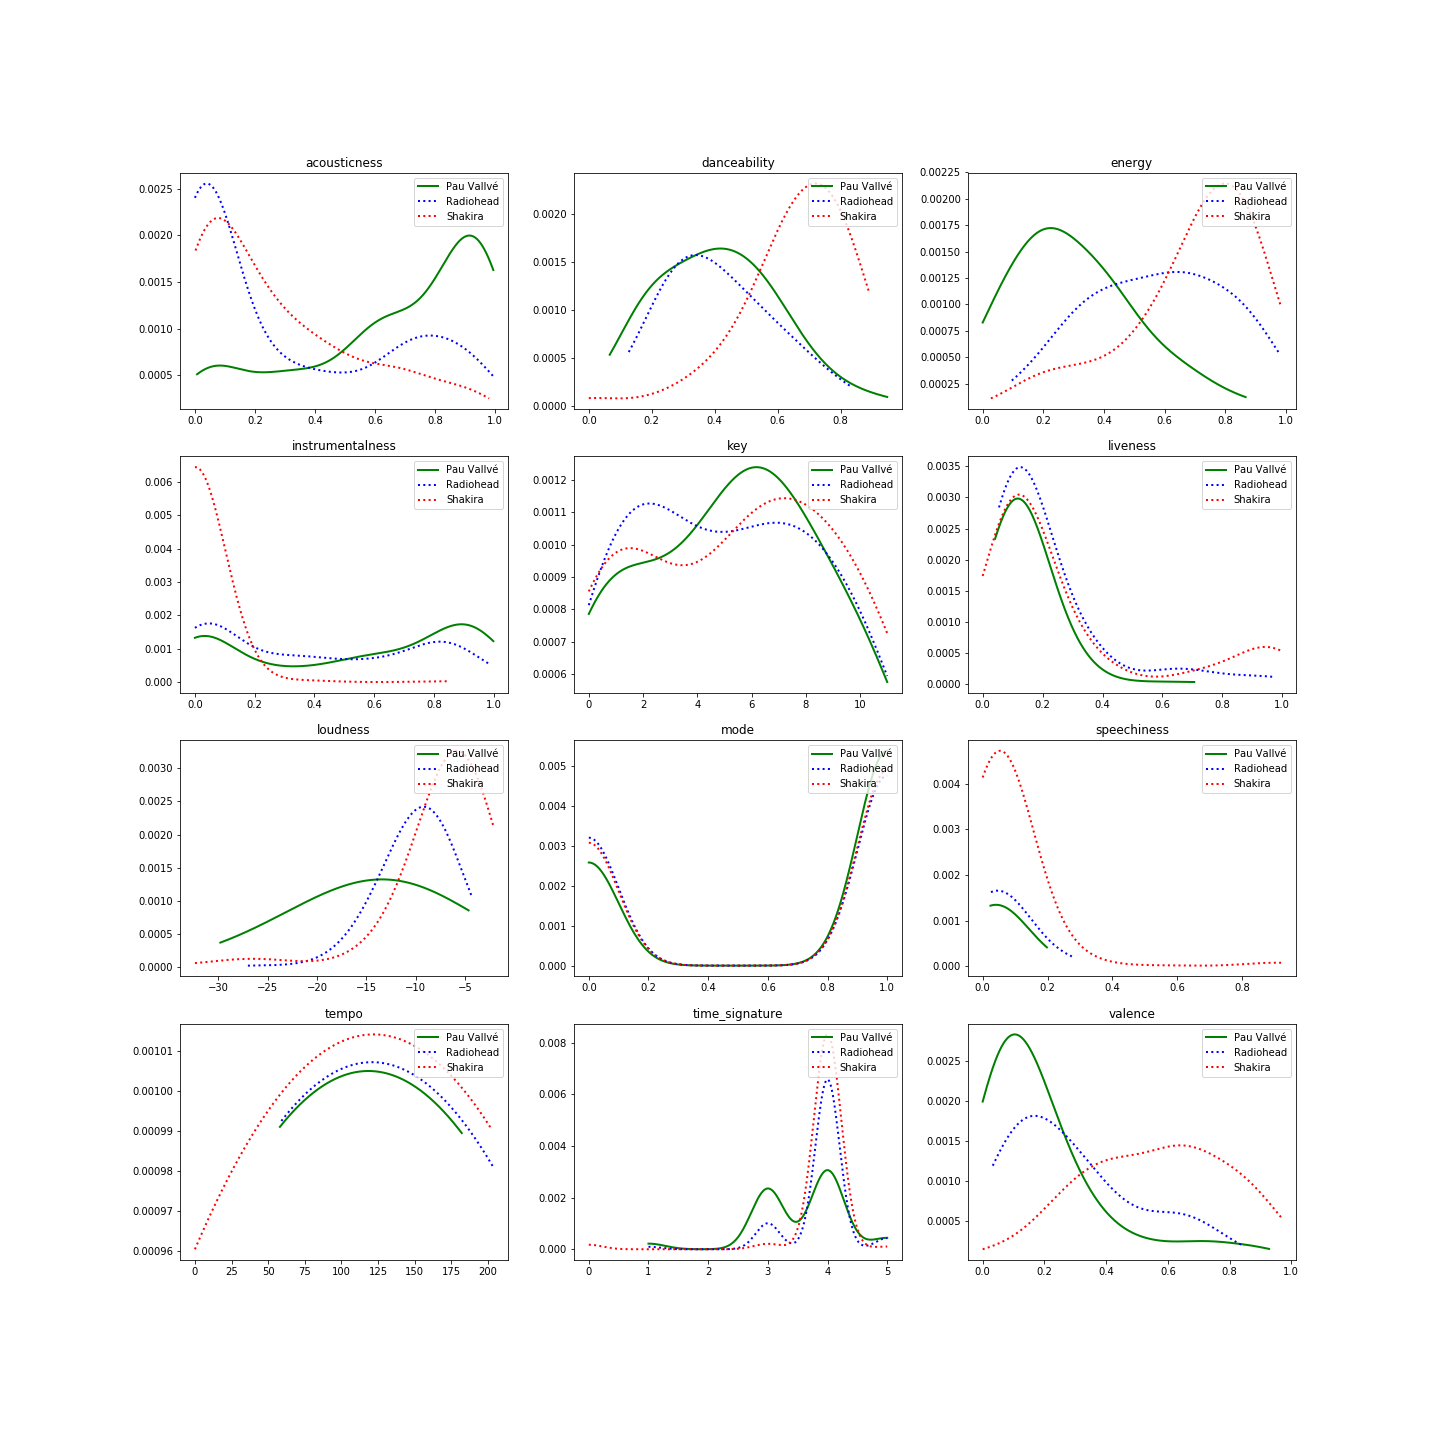 acousticness
0.0025
0.0020
0.0015
0.0010
0.0005
0.0 0.2 0.4 0.6 0.8 1.0
Pau Vallvé
Radiohead
Shakira
danceability
0.0020
0.0015
0.0010
0.0005
0.0000
0.2 0.4 0.6 0.8
Pau Vallvé
Radiohead
Shakira
energy
0.00225
0.00200
0.00175
0.00150
0.00125
0.00100
0.00075
0.00050
0.00025
0.0 0.2 0.4 0.6 0.8 1.0
Pau Vallvé
Radiohead
Shakira
instrumentalness
0.006
0.005
0.004
0.003
0.002
0.001
0.000
0.0 0.2 0.4 0.6 0.8 1.0
Pau Vallvé
Radiohead
Shakira
key
0.0012
0.0011
0.0010
0.0009
0.0008
0.0007
0.0006
0 2 4 6 8 10
Pau Vallvé
Radiohead
Shakira
liveness
0.0035
0.0030
0.0025
0.0020
0.0015
0.0010
0.0005
0.0000
0.0 0.2 0.4 0.6 0.8 1.0
Pau Vallvé
Radiohead
Shakira
loudness
0.0030
0.0025
0.0020
0.0015
0.0010
0.0005
0.0000
−30 −25 −20 −15 −10 −5
Pau Vallvé
Radiohead
Shakira
mode
0.005
0.004
0.003
0.002
0.001
0.000
0.0 0.2 0.4 0.6 0.8 1.0
Pau Vallvé
Radiohead
Shakira
speechiness
0.004
0.003
0.002
0.001
0.000
0.0 0.2 0.4 0.6 0.8
Pau Vallvé
Radiohead
Shakira
tempo
0.00101
0.00100
0.00099
0.00098
0.00097
0.00096
0 25 50 75 100 125 150 175 200
Pau Vallvé
Radiohead
Shakira
time_signature
0.008
0.006
0.004
0.002
0.000
0 1 2 3 4 5
Pau Vallvé
Radiohead
Shakira
valence
0.0025
0.0020
0.0015
0.0010
0.0005
0.0 0.2 0.4 0.6 0.8 1.0
Pau Vallvé
Radiohead
Shakira